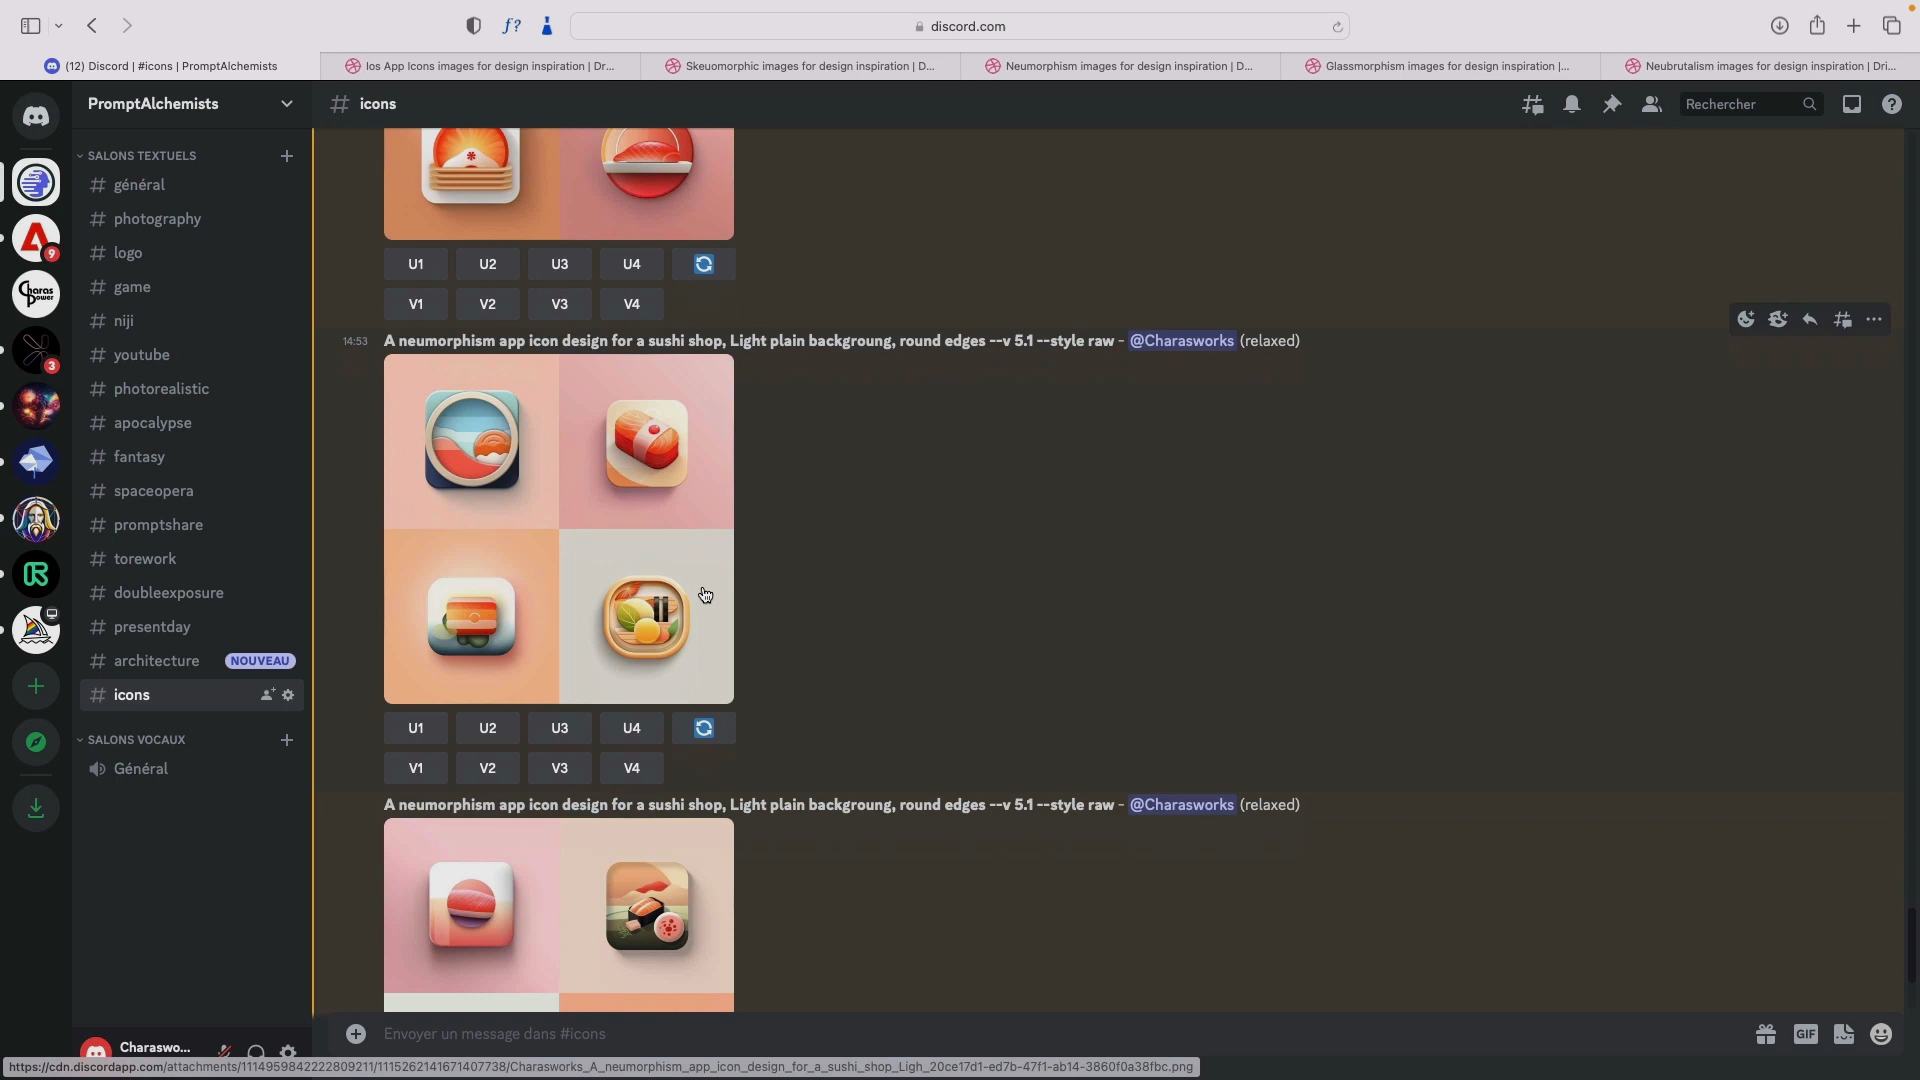 discord.com
(12) Discord | #icons | PromptAlchemists
Ios App Icons images for design inspiration | Dr...
Skeuomorphic images for design inspiration | D...
Neumorphism images for design inspiration | D...
Glassmorphism images for design inspiration |...
Neubrutalism images for design inspiration | Dri...
PromptAlchemists
icons
Rechercher
SALONS TEXTUELS
général
photography
logo
game
niji
youtube
photorealistic
apocalypse
fantasy
spaceopera
promptshare
torework
doubleexposure
presentday
architecture NOUVEAU
icons
SALONS VOCAUX
Général
9
Charas Power
3
U1 U2 U3 U4
V1 V2 V3 V4
14:53 A neumorphism app icon design for a sushi shop, Light plain backgroung, round edges --v 5.1 --style raw - @Charasworks (relaxed)
U1 U2 U3 U4
V1 V2 V3 V4
A neumorphism app icon design for a sushi shop, Light plain backgroung, round edges --v 5.1 --style raw - @Charasworks (relaxed)
Envoyer un message dans #icons
GIF
Charaswo...
https://cdn.discordapp.com/attachments/1114959842222809211/1115262141671407738/Charasworks_A_neumorphism_app_icon_design_for_a_sushi_shop_Ligh_20ce17d1-ed7b-47f1-ab14-3860f0a38fbc.png